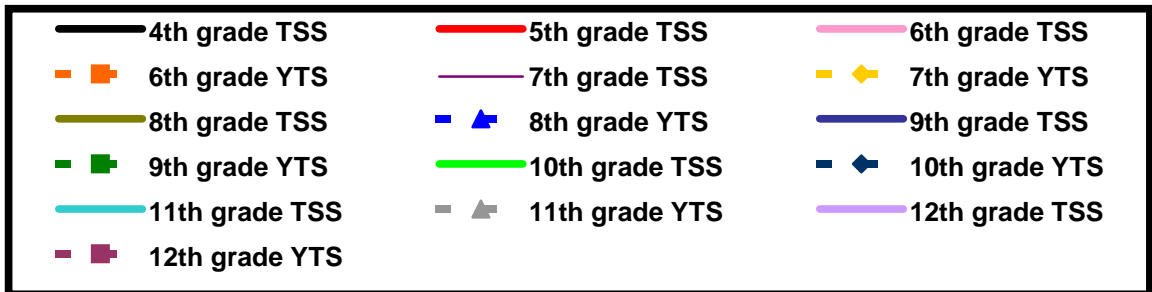 4th grade TSS 5th grade TSS 6th grade TSS
6th grade YTS 7th grade TSS 7th grade YTS
8th grade TSS 8th grade YTS 9th grade TSS
9th grade YTS 10th grade TSS 10th grade YTS
11th grade TSS 11th grade YTS 12th grade TSS
12th grade YTS